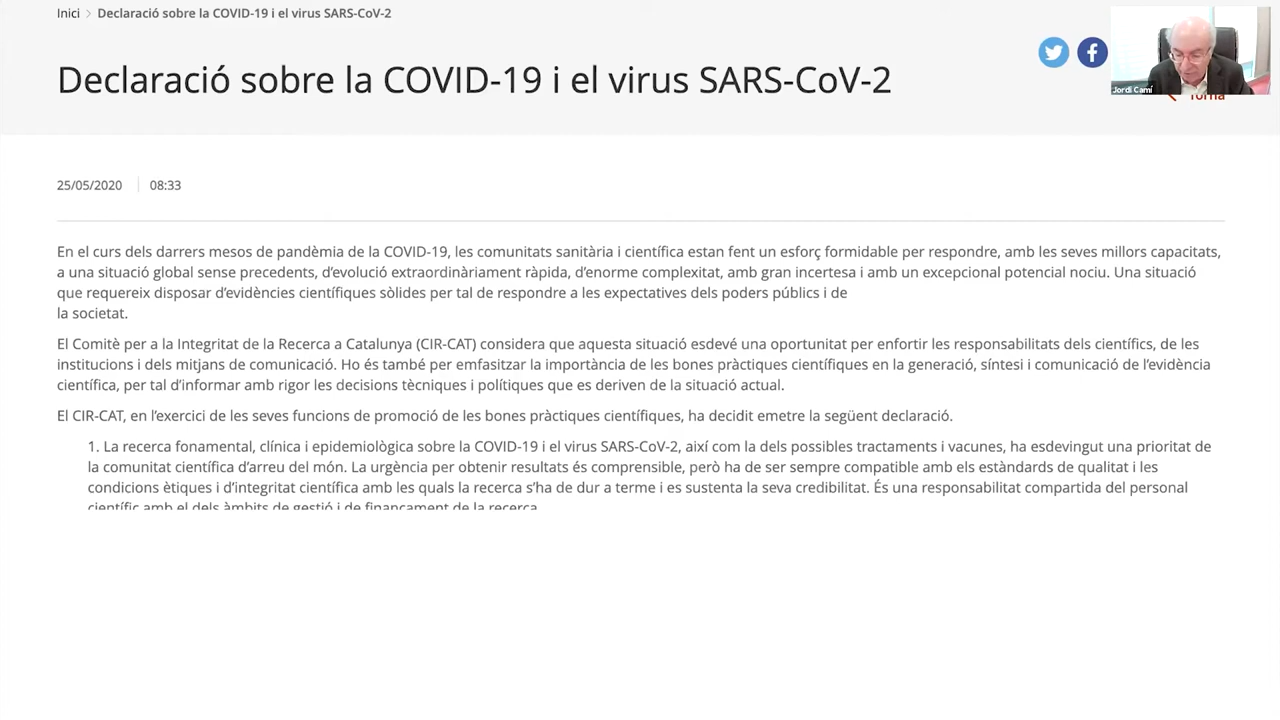 Inici > Declaració sobre la COVID-19 i el virus SARS-CoV-2
Declaració sobre la COVID-19 i el virus SARS-CoV-2
Jordi Camí
Torna
25/05/2020 | 08:33
En el curs dels darrers mesos de pandèmia de la COVID-19, les comunitats sanitària i científica estan fent un esforç formidable per respondre, amb les seves millors capacitats,
a una situació global sense precedents, d'evolució extraordinàriament ràpida, d'enorme complexitat, amb gran incertesa i amb un excepcional potencial nociu. Una situació
que requereix disposar d'evidències científiques sòlides per tal de respondre a les expectatives dels poders públics i de
la societat.
El Comitè per a la Integritat de la Recerca a Catalunya (CIR-CAT) considera que aquesta situació esdevé una oportunitat per enfortir les responsabilitats dels científics, de les
institucions i dels mitjans de comunicació. Ho és també per emfasitzar la importància de les bones pràctiques científiques en la generació, síntesi i comunicació de l'evidència
científica, per tal d'informar amb rigor les decisions tècniques i polítiques que es deriven de la situació actual.
El CIR-CAT, en l'exercici de les seves funcions de promoció de les bones pràctiques científiques, ha decidit emetre la següent declaració.
1. La recerca fonamental, clínica i epidemiològica sobre la COVID-19 i el virus SARS-CoV-2, així com la dels possibles tractaments i vacunes, ha esdevingut una prioritat de
la comunitat científica d'arreu del món. La urgència per obtenir resultats és comprensible, però ha de ser sempre compatible amb els estàndards de qualitat i les
condicions ètiques i d'integritat científica amb les quals la recerca s'ha de dur a terme i es sustenta la seva credibilitat. És una responsabilitat compartida del personal
científic amb el dels àmbits de gestió i de finançament de la recerca.